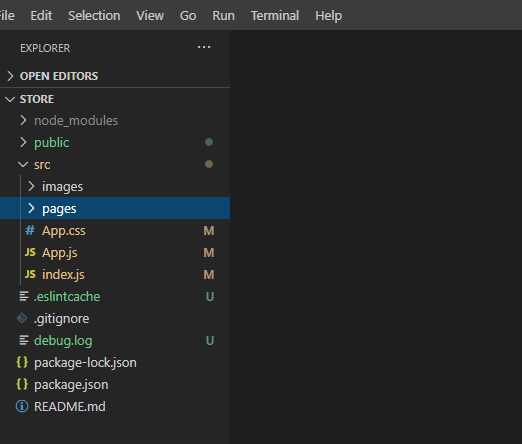 File Edit Selection View Go Run Terminal Help
EXPLORER ...
OPEN EDITORS
STORE
node_modules
public
src
images
pages
# App.css M
JS App.js M
JS index.js M
.eslintcache U
.gitignore
debug.log U
{} package-lock.json
{} package.json
README.md